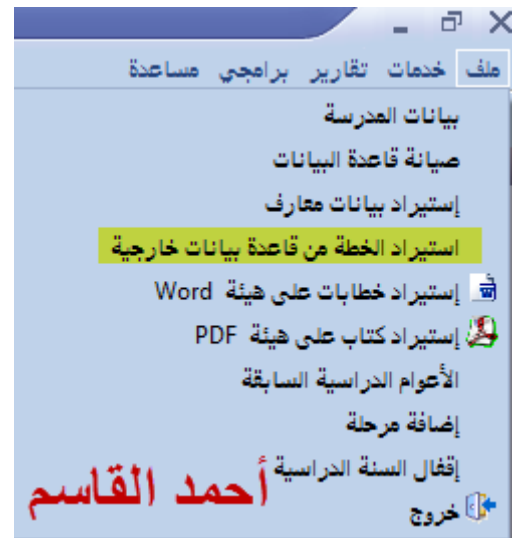 ملف خدمات تقارير برامجي مساعدة
بيانات المدرسة
صيانة قاعدة البيانات
إستيراد بيانات معارف
استيراد الخطة من قاعدة بيانات خارجية
إستيراد خطابات على هيئة Word
إستيراد كتاب على هيئة PDF
الأعوام الدراسية السابقة
إضافة مرحلة
إقفال السنة الدراسية
أحمد القاسم
خروج